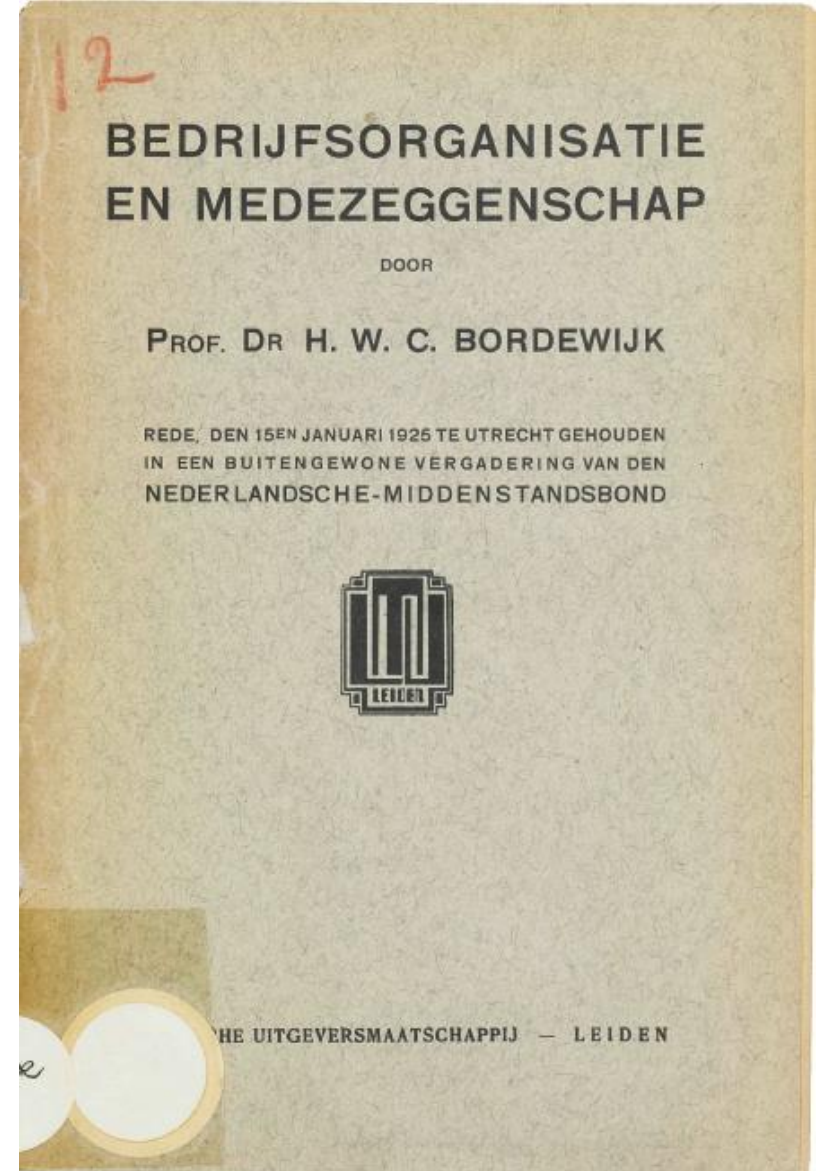 12
BEDRIJFSORGANISATIE
EN MEDEZEGGENSCHAP
DOOR
PROF. DR H. W. C. BORDEWIJK
REDE, DEN 15EN JANUARI 1925 TE UTRECHT GEHOUDEN
IN EEN BUITENGEWONE VERGADERING VAN DEN
NEDERLANDSCHE-MIDDENSTANDSBOND
LEIDEN
HE UITGEVERSMAATSCHAPPIJ — LEIDEN